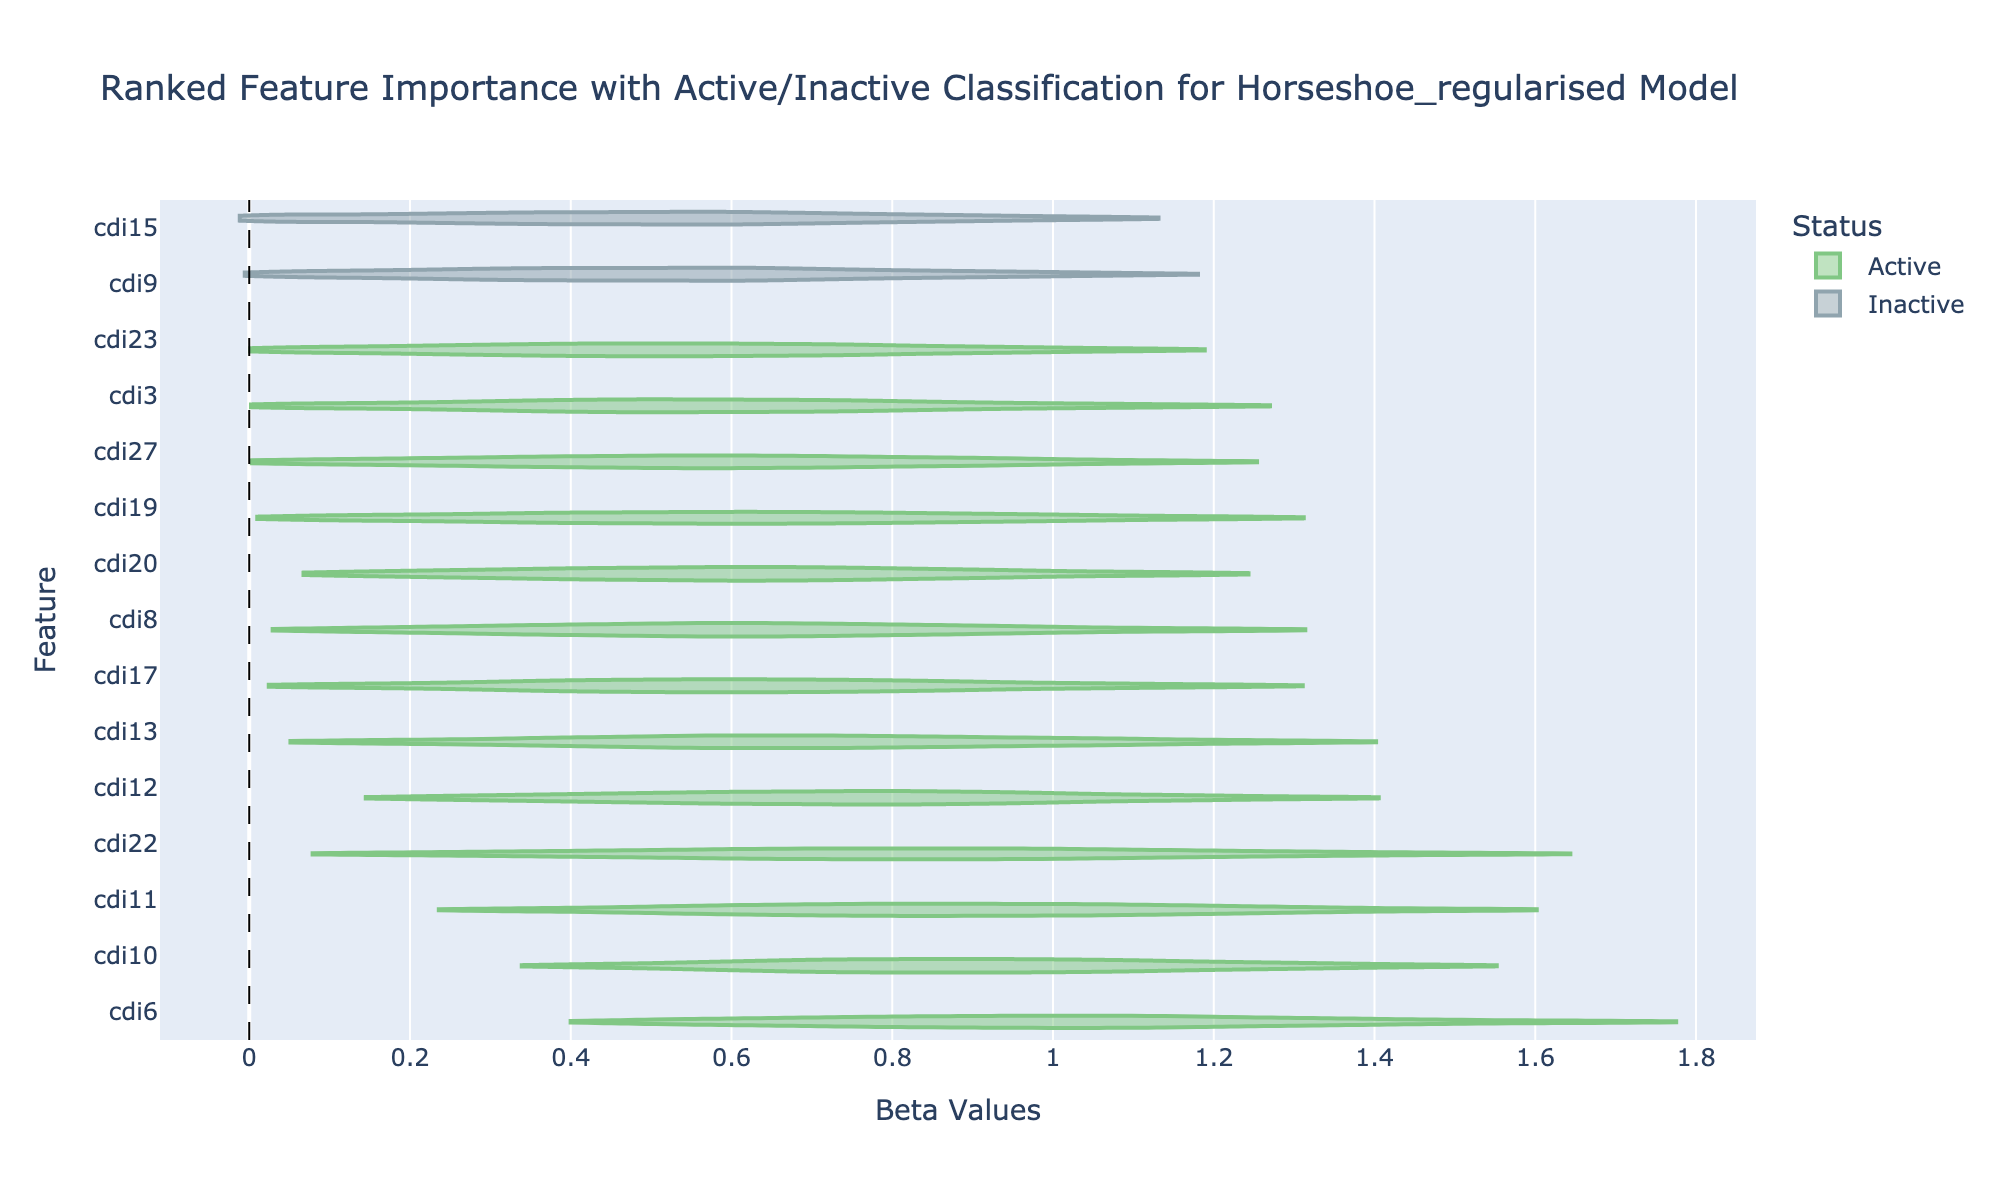 Ranked Feature Importance with Active/Inactive Classification for Horseshoe_regularised Model
Status
Active
Inactive
Feature
cdi15
cdi9
cdi23
cdi3
cdi27
cdi19
cdi20
cdi8
cdi17
cdi13
cdi12
cdi22
cdi11
cdi10
cdi6
0 0.2 0.4 0.6 0.8 1 1.2 1.4 1.6 1.8
Beta Values